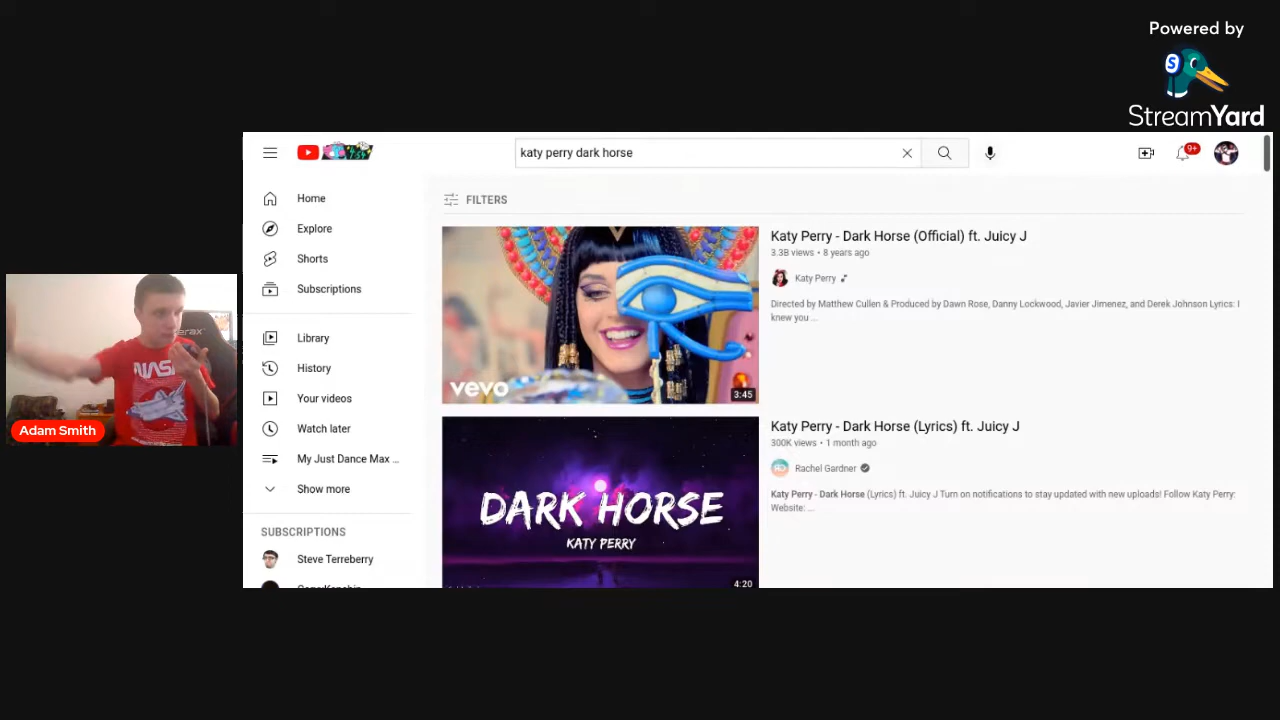 Powered by
S
StreamYard
katy perry dark horse
9+
Home
Explore
Shorts
Subscriptions
Library
History
Your videos
Watch later
My Just Dance Max ...
Show more
SUBSCRIPTIONS
Steve Terreberry
FILTERS
vevo
3:45
Katy Perry - Dark Horse (Official) ft. Juicy J
3.3B views • 8 years ago
Katy Perry
Directed by Matthew Cullen & Produced by Dawn Rose, Danny Lockwood, Javier Jimenez, and Derek Johnson Lyrics: I
knew you ...
DARK HORSE
KATY PERRY
4:20
Katy Perry - Dark Horse (Lyrics) ft. Juicy J
300K views • 1 month ago
Rachel Gardner
Katy Perry - Dark Horse (Lyrics) ft. Juicy J Turn on notifications to stay updated with new uploads! Follow Katy Perry:
Website: ...
NASA
Adam Smith